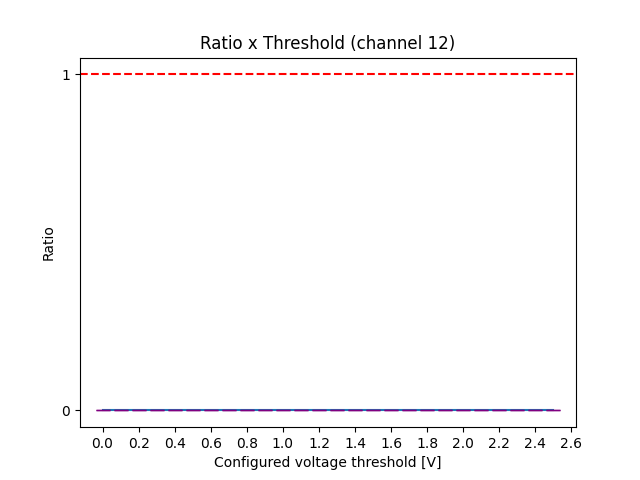 Ratio x Threshold (channel 12)
1
Ratio
0
0.0 0.2 0.4 0.6 0.8 1.0 1.2 1.4 1.6 1.8 2.0 2.2 2.4 2.6
Configured voltage threshold [V]